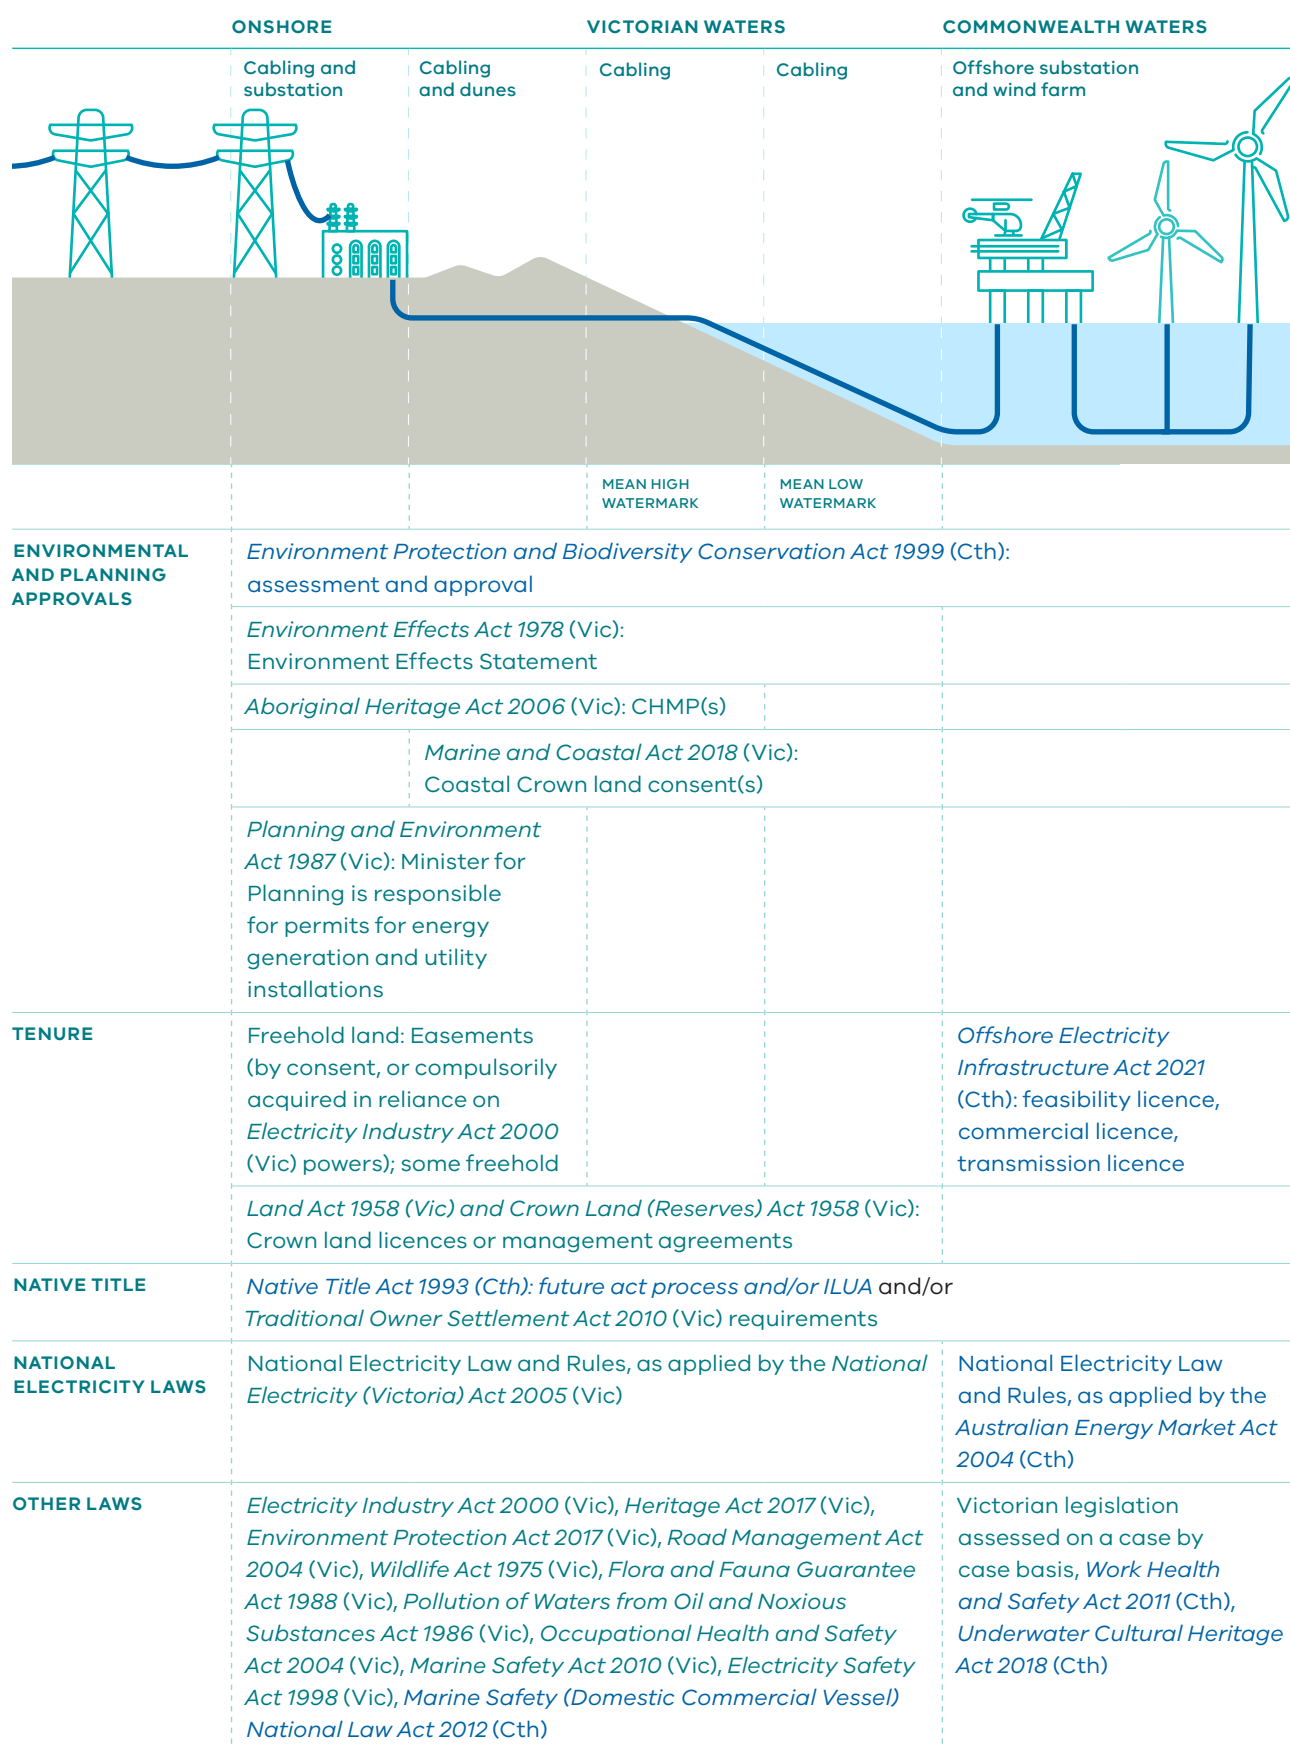 ONSHORE
VICTORIAN WATERS
COMMONWEALTH WATERS
Cabling and
substation
Cabling
and dunes
Cabling
Cabling
Offshore substation
and wind farm
MEAN HIGH
WATERMARK
MEAN LOW
WATERMARK
ENVIRONMENTAL
AND PLANNING
APPROVALS
Environment Protection and Biodiversity Conservation Act 1999 (Cth):
assessment and approval
Environment Effects Act 1978 (Vic):
Environment Effects Statement
Aboriginal Heritage Act 2006 (Vic): CHMP(s)
Marine and Coastal Act 2018 (Vic):
Coastal Crown land consent(s)
Planning and Environment
Act 1987 (Vic): Minister for
Planning is responsible
for permits for energy
generation and utility
installations
TENURE
Freehold land: Easements
(by consent, or compulsorily
acquired in reliance on
Electricity Industry Act 2000
(Vic) powers); some freehold
Offshore Electricity
Infrastructure Act 2021
(Cth): feasibility licence,
commercial licence,
transmission licence
Land Act 1958 (Vic) and Crown Land (Reserves) Act 1958 (Vic):
Crown land licences or management agreements
NATIVE TITLE
Native Title Act 1993 (Cth): future act process and/or ILUA and/or
Traditional Owner Settlement Act 2010 (Vic) requirements
NATIONAL
ELECTRICITY LAWS
National Electricity Law and Rules, as applied by the National
Electricity (Victoria) Act 2005 (Vic)
National Electricity Law
and Rules, as applied by the
Australian Energy Market Act
2004 (Cth)
OTHER LAWS
Electricity Industry Act 2000 (Vic), Heritage Act 2017 (Vic),
Environment Protection Act 2017 (Vic), Road Management Act
2004 (Vic), Wildlife Act 1975 (Vic), Flora and Fauna Guarantee
Act 1988 (Vic), Pollution of Waters from Oil and Noxious
Substances Act 1986 (Vic), Occupational Health and Safety
Act 2004 (Vic), Marine Safety Act 2010 (Vic), Electricity Safety
Act 1998 (Vic), Marine Safety (Domestic Commercial Vessel)
National Law Act 2012 (Cth)
Victorian legislation
assessed on a case by
case basis, Work Health
and Safety Act 2011 (Cth),
Underwater Cultural Heritage
Act 2018 (Cth)